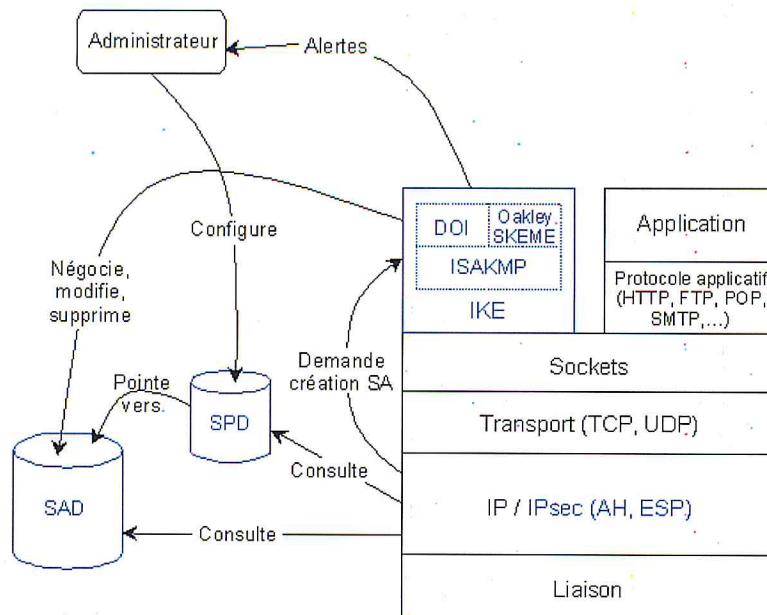 Administrateur
Alertes
Configure
Négocie,
modifie,
supprime
DOI
Oakley
SKEME
ISAKMP
IKE
Application
Protocole applicatif
(HTTP, FTP, POP,
SMTP,...)
Demande
création SA
Sockets
Pointe
vers
SPD
Transport (TCP, UDP)
Consulte
SAD
IP / IPsec (AH, ESP)
Consulte
Liaison